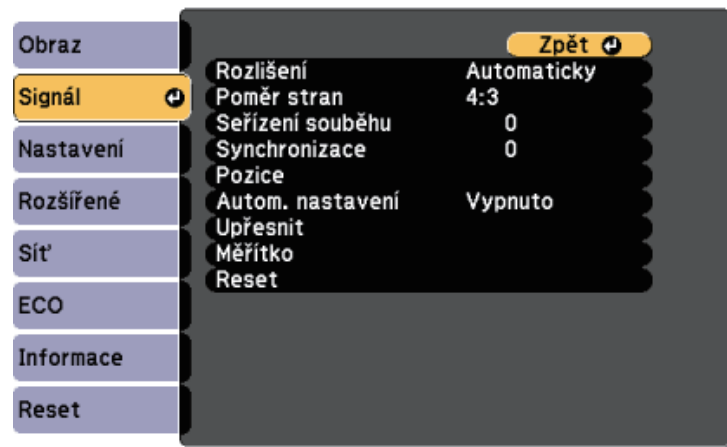 Obraz
Signál
Nastavení
Rozšířené
Síť
ECO
Informace
Reset
Zpět
Rozlišení Automaticky
Poměr stran 4:3
Seřízení souběhu 0
Synchronizace 0
Pozice
Autom. nastavení Vypnuto
Upřesnit
Měřítko
Reset